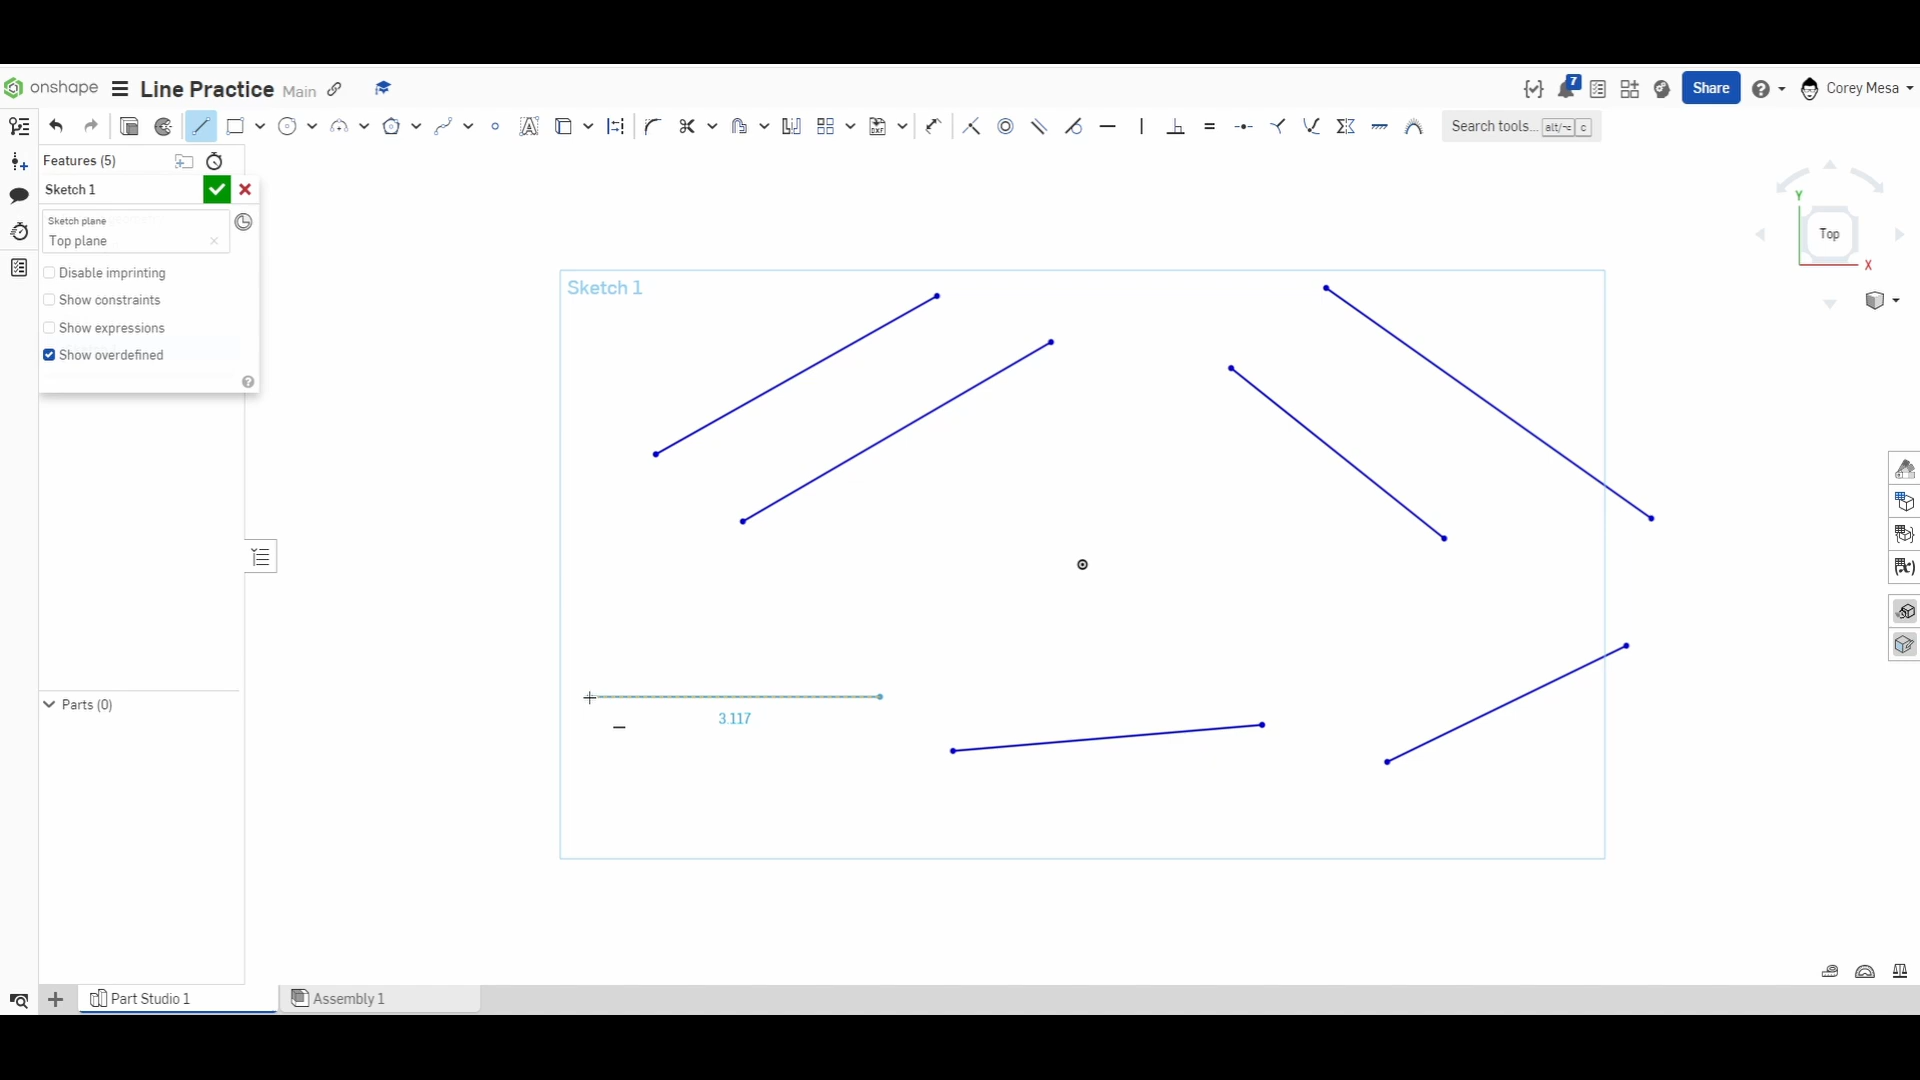 onshape Line Practice Main 7 Share Corey Mesa
DXF Search tools... alt/⌥ c
Features (5)
Sketch 1
Sketch plane
Top plane
Disable imprinting
Show constraints
Show expressions
Show overdefined
Sketch 1
Y
Top
X
(x)
3.117
Parts (0)
Part Studio 1 Assembly 1